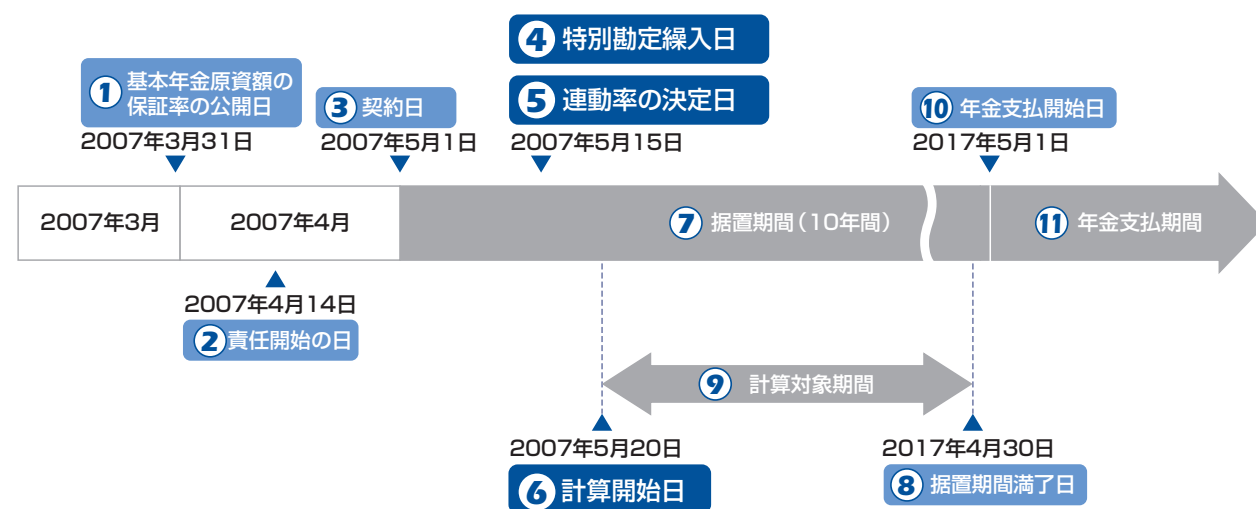 ④ 特別勘定繰入日
① 基本年金原資額の
保証率の公開日
③ 契約日
⑤ 連動率の決定日
⑩ 年金支払開始日
2007年3月31日
2007年5月1日
2007年5月15日
2017年5月1日
2007年3月
2007年4月
⑦ 据置期間（10年間）
⑪ 年金支払期間
2007年4月14日
② 責任開始の日
⑨ 計算対象期間
2007年5月20日
2017年4月30日
⑥ 計算開始日
⑧ 据置期間満了日